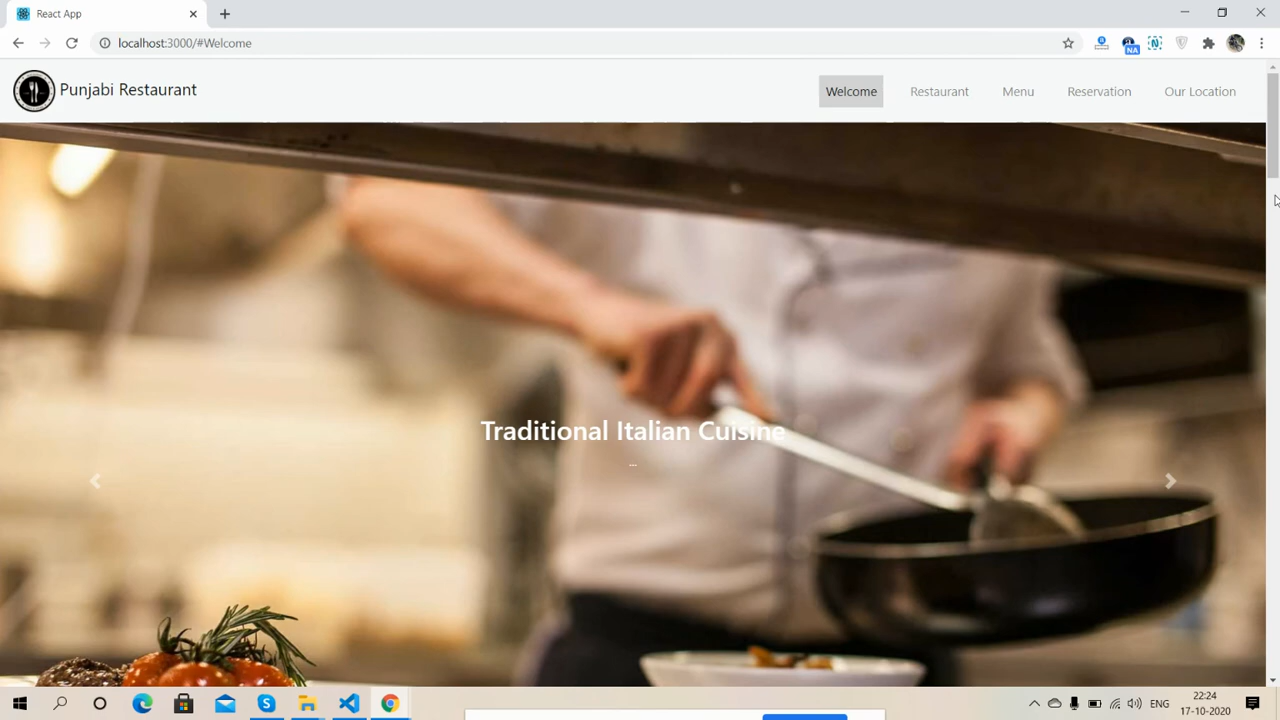 React App
localhost:3000/#Welcome
NA
Punjabi Restaurant
Welcome
Restaurant
Menu
Reservation
Our Location
Traditional Italian Cuisine
...
ENG
22:24
17-10-2020